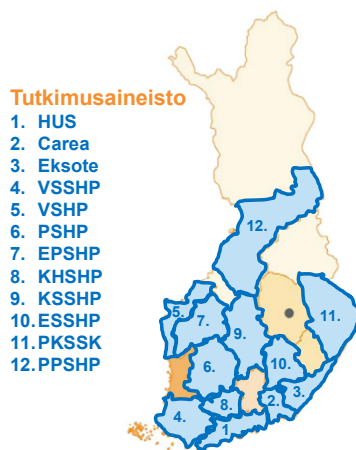 Tutkimusaineisto
1. HUS
2. Carea
3. Eksote
4. VSSHP
5. VSHP
6. PSHP
7. EPSHP
8. KHSHP
9. KSSHP
10. ESSHP
11. PKSSK
12. PPSHP
12.
5.
7.
9.
11.
6.
10.
3.
8.
2.
4.
1.